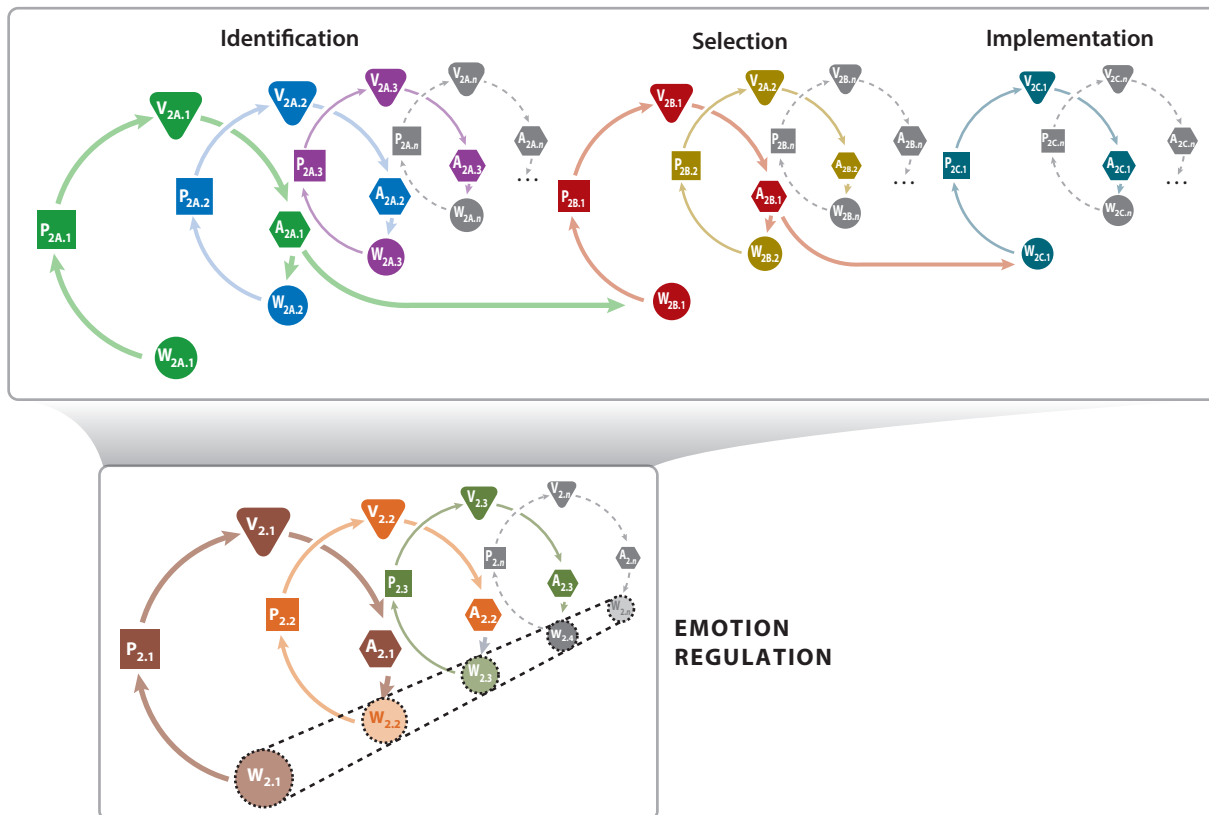 Identification
Selection
Implementation
V2A.1
V2A.2
V2A.3
V2A.n
P2A.1
P2A.2
P2A.3
P2A.n
A2A.1
A2A.2
A2A.3
A2A.n
...
W2A.1
W2A.2
W2A.3
W2A.n
V2B.1
V2A.2
V2B.n
P2B.1
P2B.2
P2B.n
A2B.1
A2B.2
A2B.n
...
W2B.1
W2B.2
W2B.n
V2C.1
V2C.n
P2C.1
P2C.n
A2C.1
A2C.n
...
W2C.1
W2C.n
V2.1
V2.2
V2.3
V2.n
P2.1
P2.2
P2.3
P2.n
A2.1
A2.2
A2.3
A2.n
W2.1
W2.2
W2.3
W2.4
W2.n
EMOTION
REGULATION